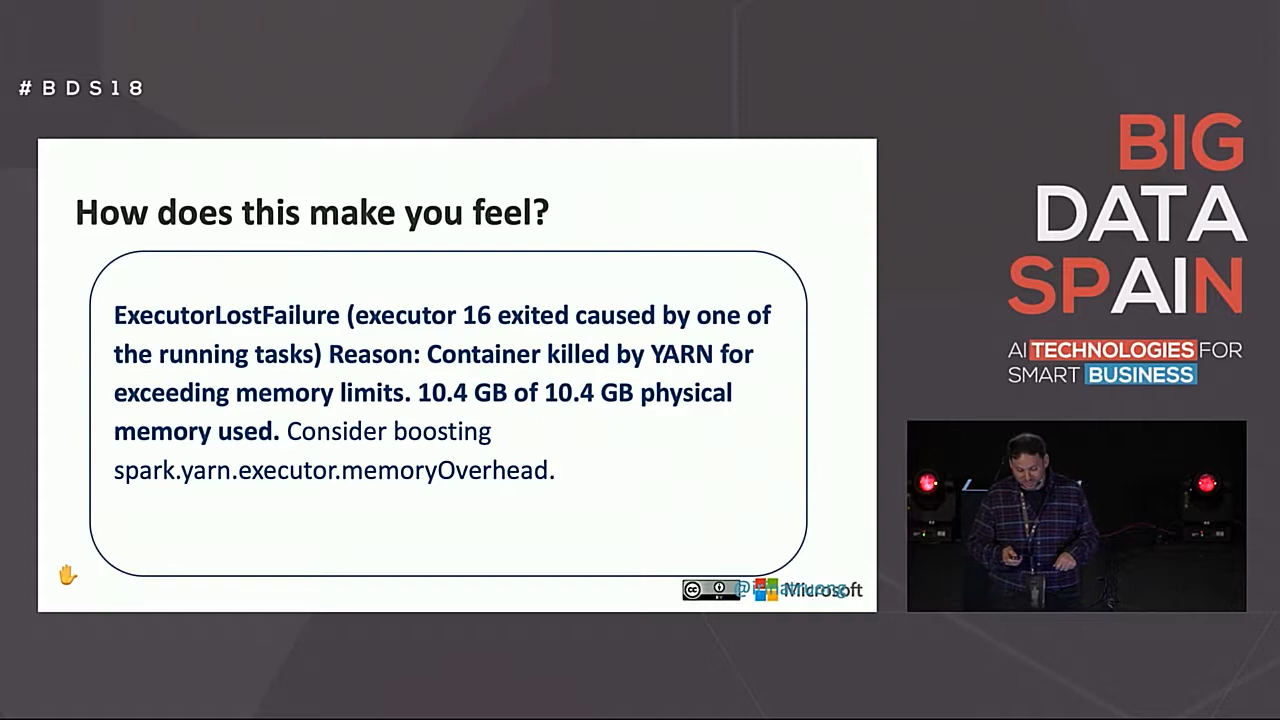 #BDS18
How does this make you feel?
ExecutorLostFailure (executor 16 exited caused by one of
the running tasks) Reason: Container killed by YARN for
exceeding memory limits. 10.4 GB of 10.4 GB physical
memory used. Consider boosting
spark.yarn.executor.memoryOverhead.
Microsoft
BIG
DATA
SPAIN
AI TECHNOLOGIES FOR
SMART BUSINESS